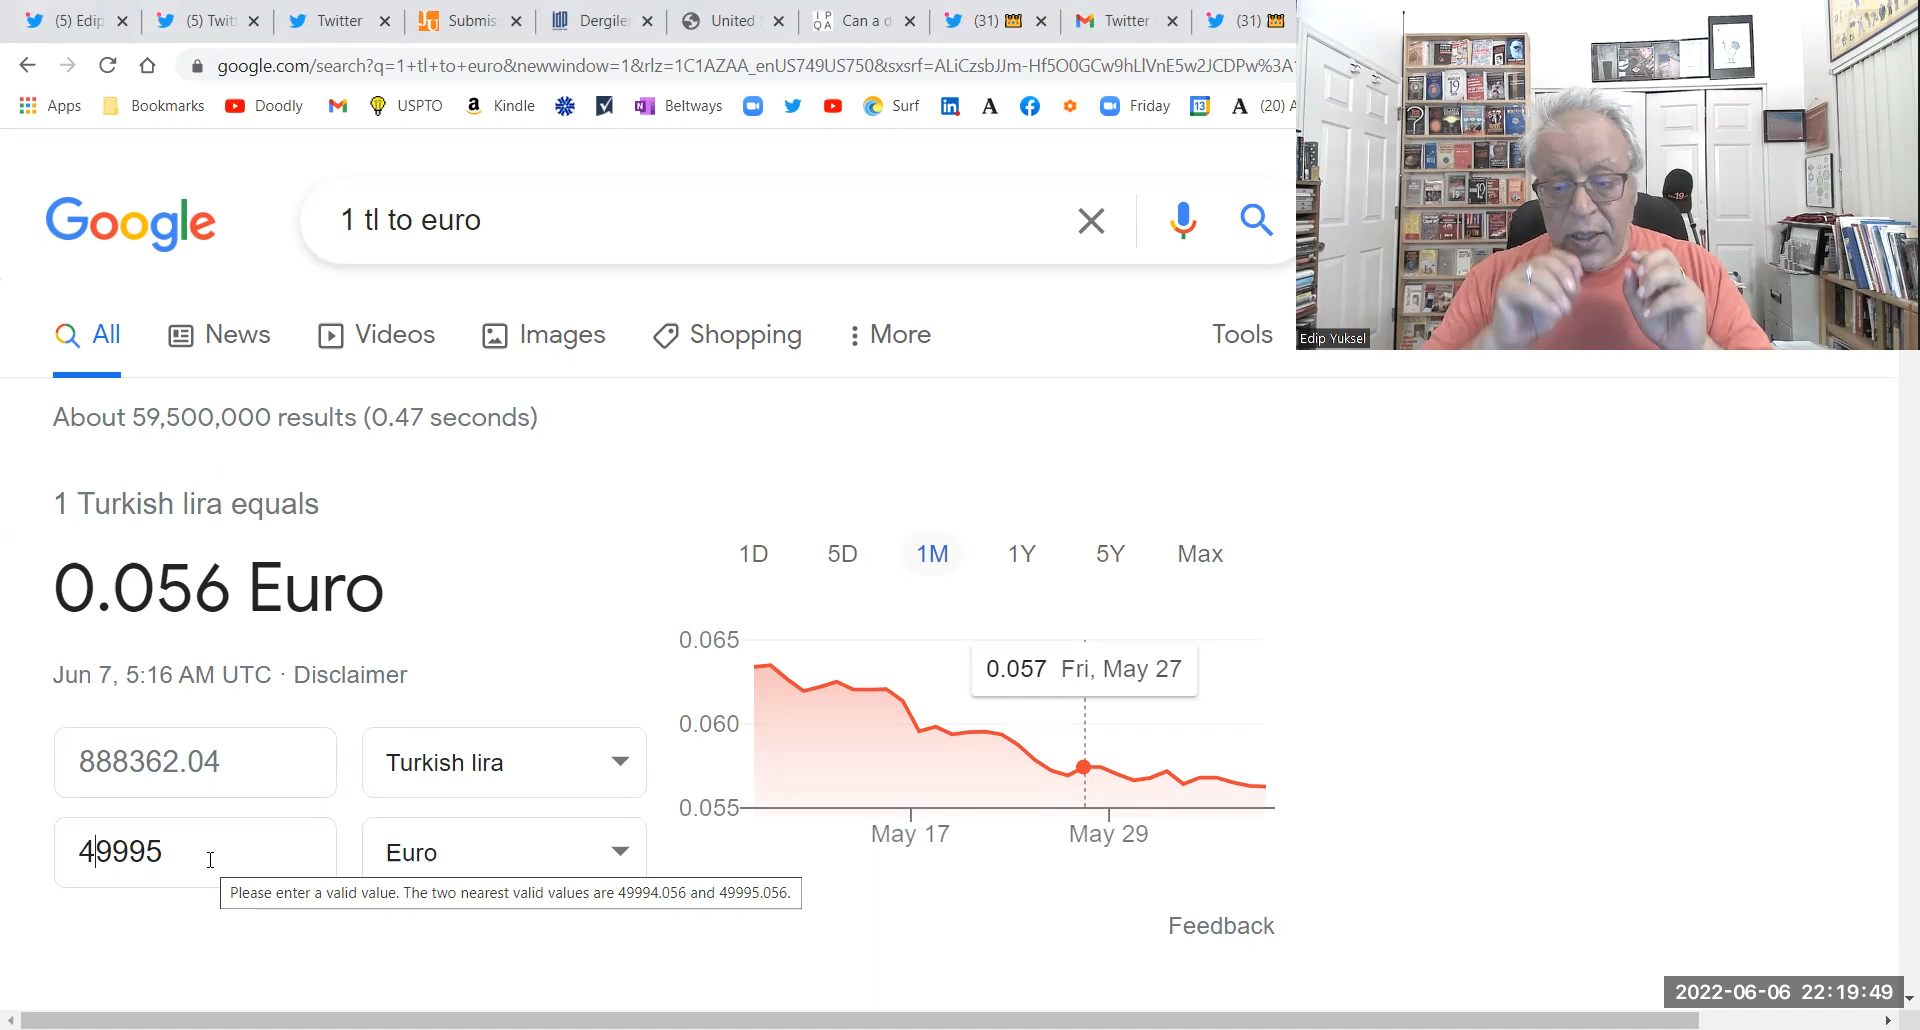 (5) Edip
(5) Twit
Twitter
Submis
Dergile
United
Can a d
(31)
Twitter
(31)
google.com/search?q=1+tl+to+euro&newwindow=1&rlz=1C1AZAA_enUS749US750&sxsrf=ALiCzsbJJm-Hf5O0GCw9hLlVnE5w2JCDPw%3A1
Apps
Bookmarks
Doodly
USPTO
Kindle
Beltways
Surf
Friday
(20) A
Google
1 tl to euro
All
News
Videos
Images
Shopping
More
Tools
Edip Yuksel
About 59,500,000 results (0.47 seconds)
1 Turkish lira equals
0.056 Euro
Jun 7, 5:16 AM UTC · Disclaimer
888362.04
Turkish lira
49995
Euro
Please enter a valid value. The two nearest valid values are 49994.056 and 49995.056.
1D
5D
1M
1Y
5Y
Max
0.065
0.057 Fri, May 27
0.060
0.055
May 17
May 29
Feedback
2022-06-06 22:19:49